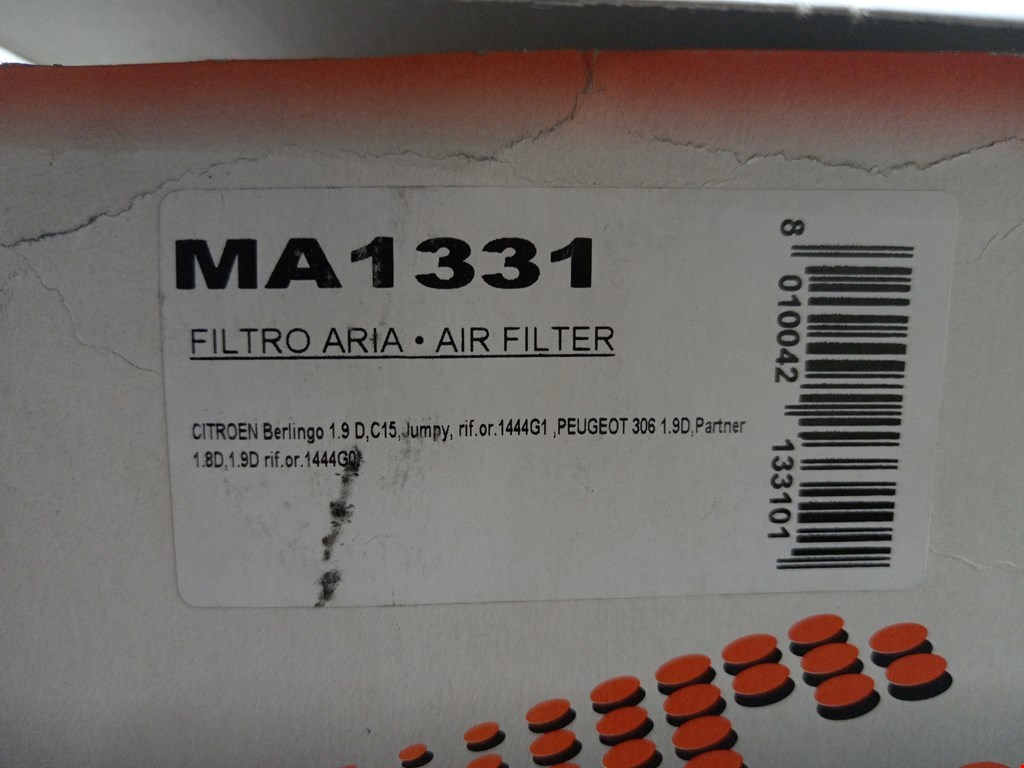 MA1331
FILTRO ARIA • AIR FILTER
CITROEN Berlingo 1.9 D,C15,Jumpy, rif.or.1444G1 ,PEUGEOT 306 1.9D,Partner
1.8D,1.9D rif.or.1444G0
8 010042 133101